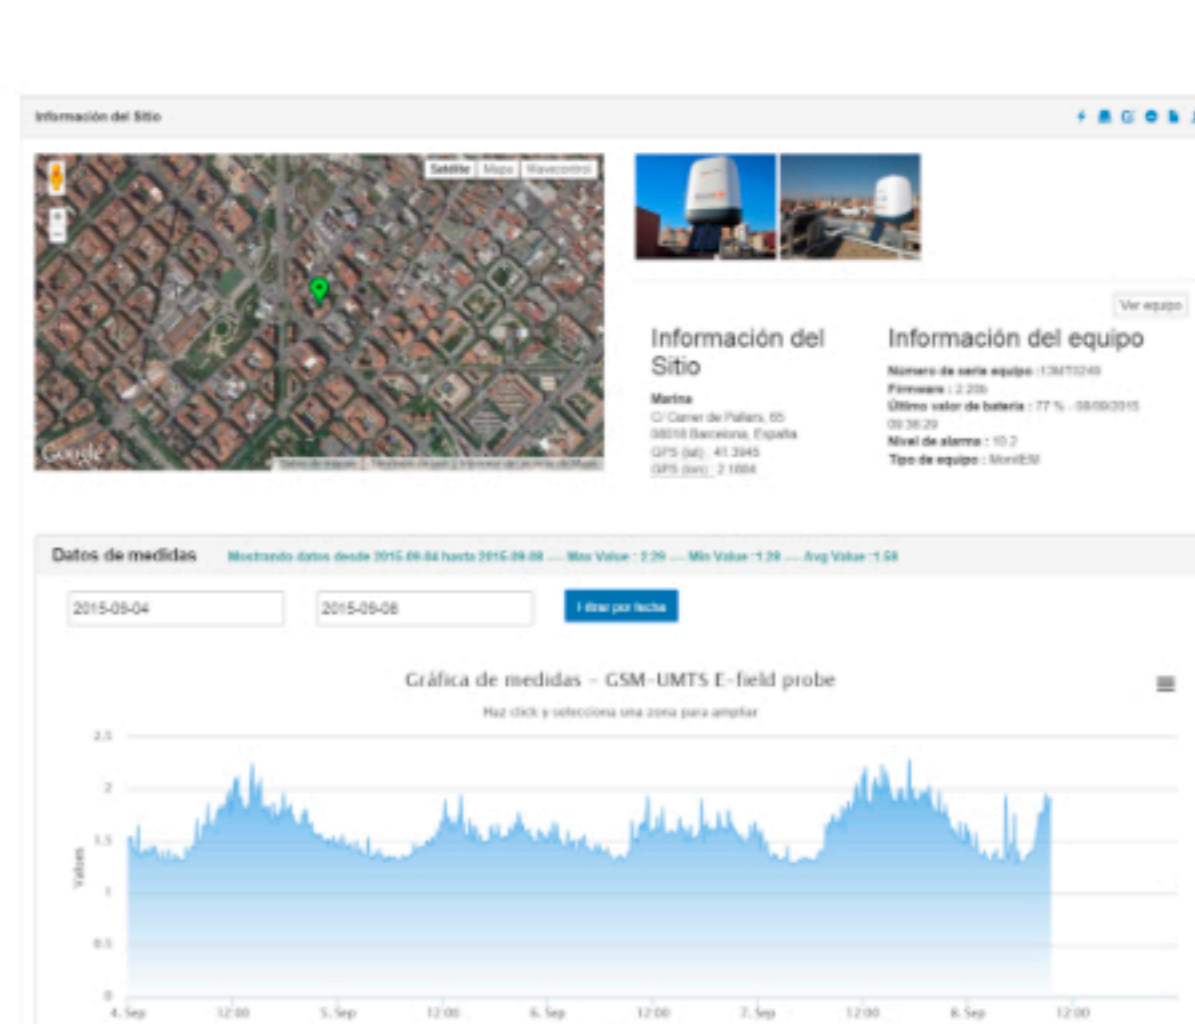 Información del Sitio
Satélite Mapa Wavecontrol
+
−
Google
Ver equipo
Información del
Sitio
Marina
C/ Carrer de Pallars, 65
08018 Barcelona, España
GPS (lat) : 41.3945
GPS (lon) : 2.1884
Información del equipo
Número de serie equipo :
Firmware : 2.20b
Último valor de batería : 77 % - 08/09/2015
09:36:29
Nivel de alarma : 10.2
Tipo de equipo : MonitEM
Datos de medidas Mostrando datos desde 2015-09-04 hasta 2015-09-08 ---- Max Value : 2.29 ---- Min Value :1.28 ---- Avg Value :1.58
2015-09-04 2015-09-08 Filtrar por fecha
Gráfica de medidas – GSM-UMTS E-field probe
Haz click y selecciona una zona para ampliar
Values
2.5
2
1.5
1
0.5
0
4. Sep 12:00 5. Sep 12:00 6. Sep 12:00 7. Sep 12:00 8. Sep 12:00